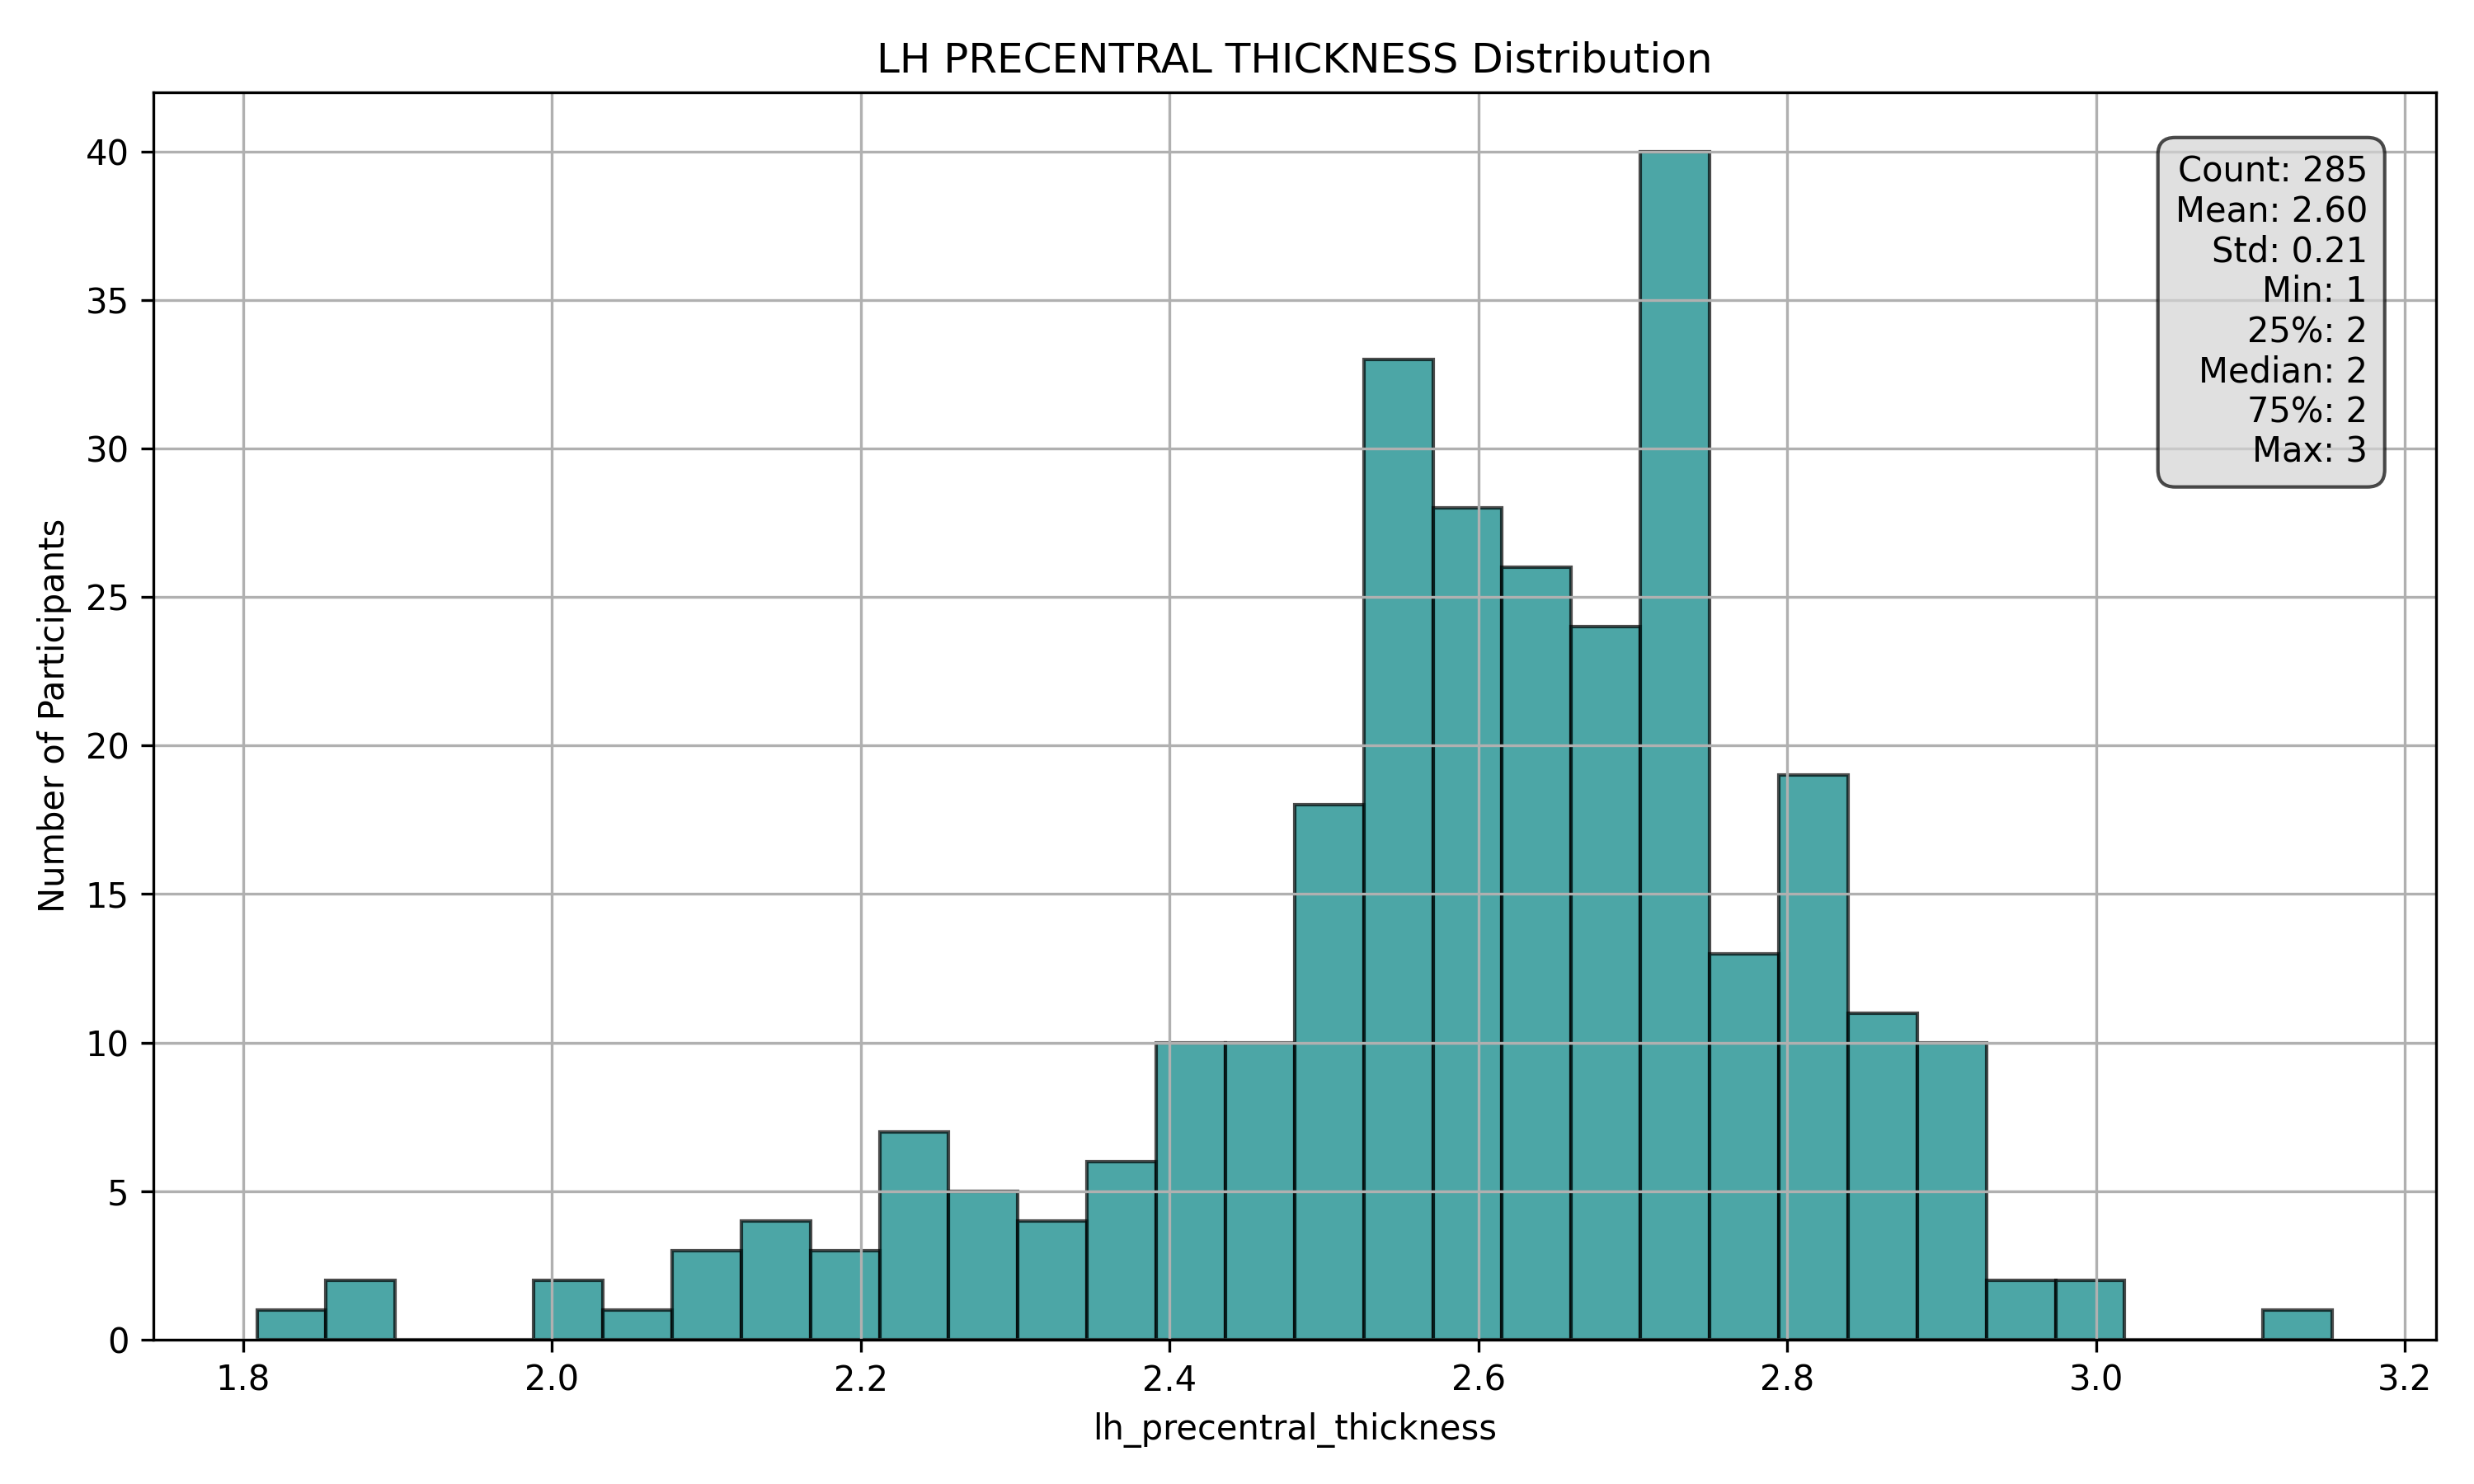 LH PRECENTRAL THICKNESS Distribution
40
35
30
25
20
15
10
5
0
Number of Participants
Count: 285
Mean: 2.60
Std: 0.21
Min: 1
25%: 2
Median: 2
75%: 2
Max: 3
1.8 2.0 2.2 2.4 2.6 2.8 3.0 3.2
lh_precentral_thickness